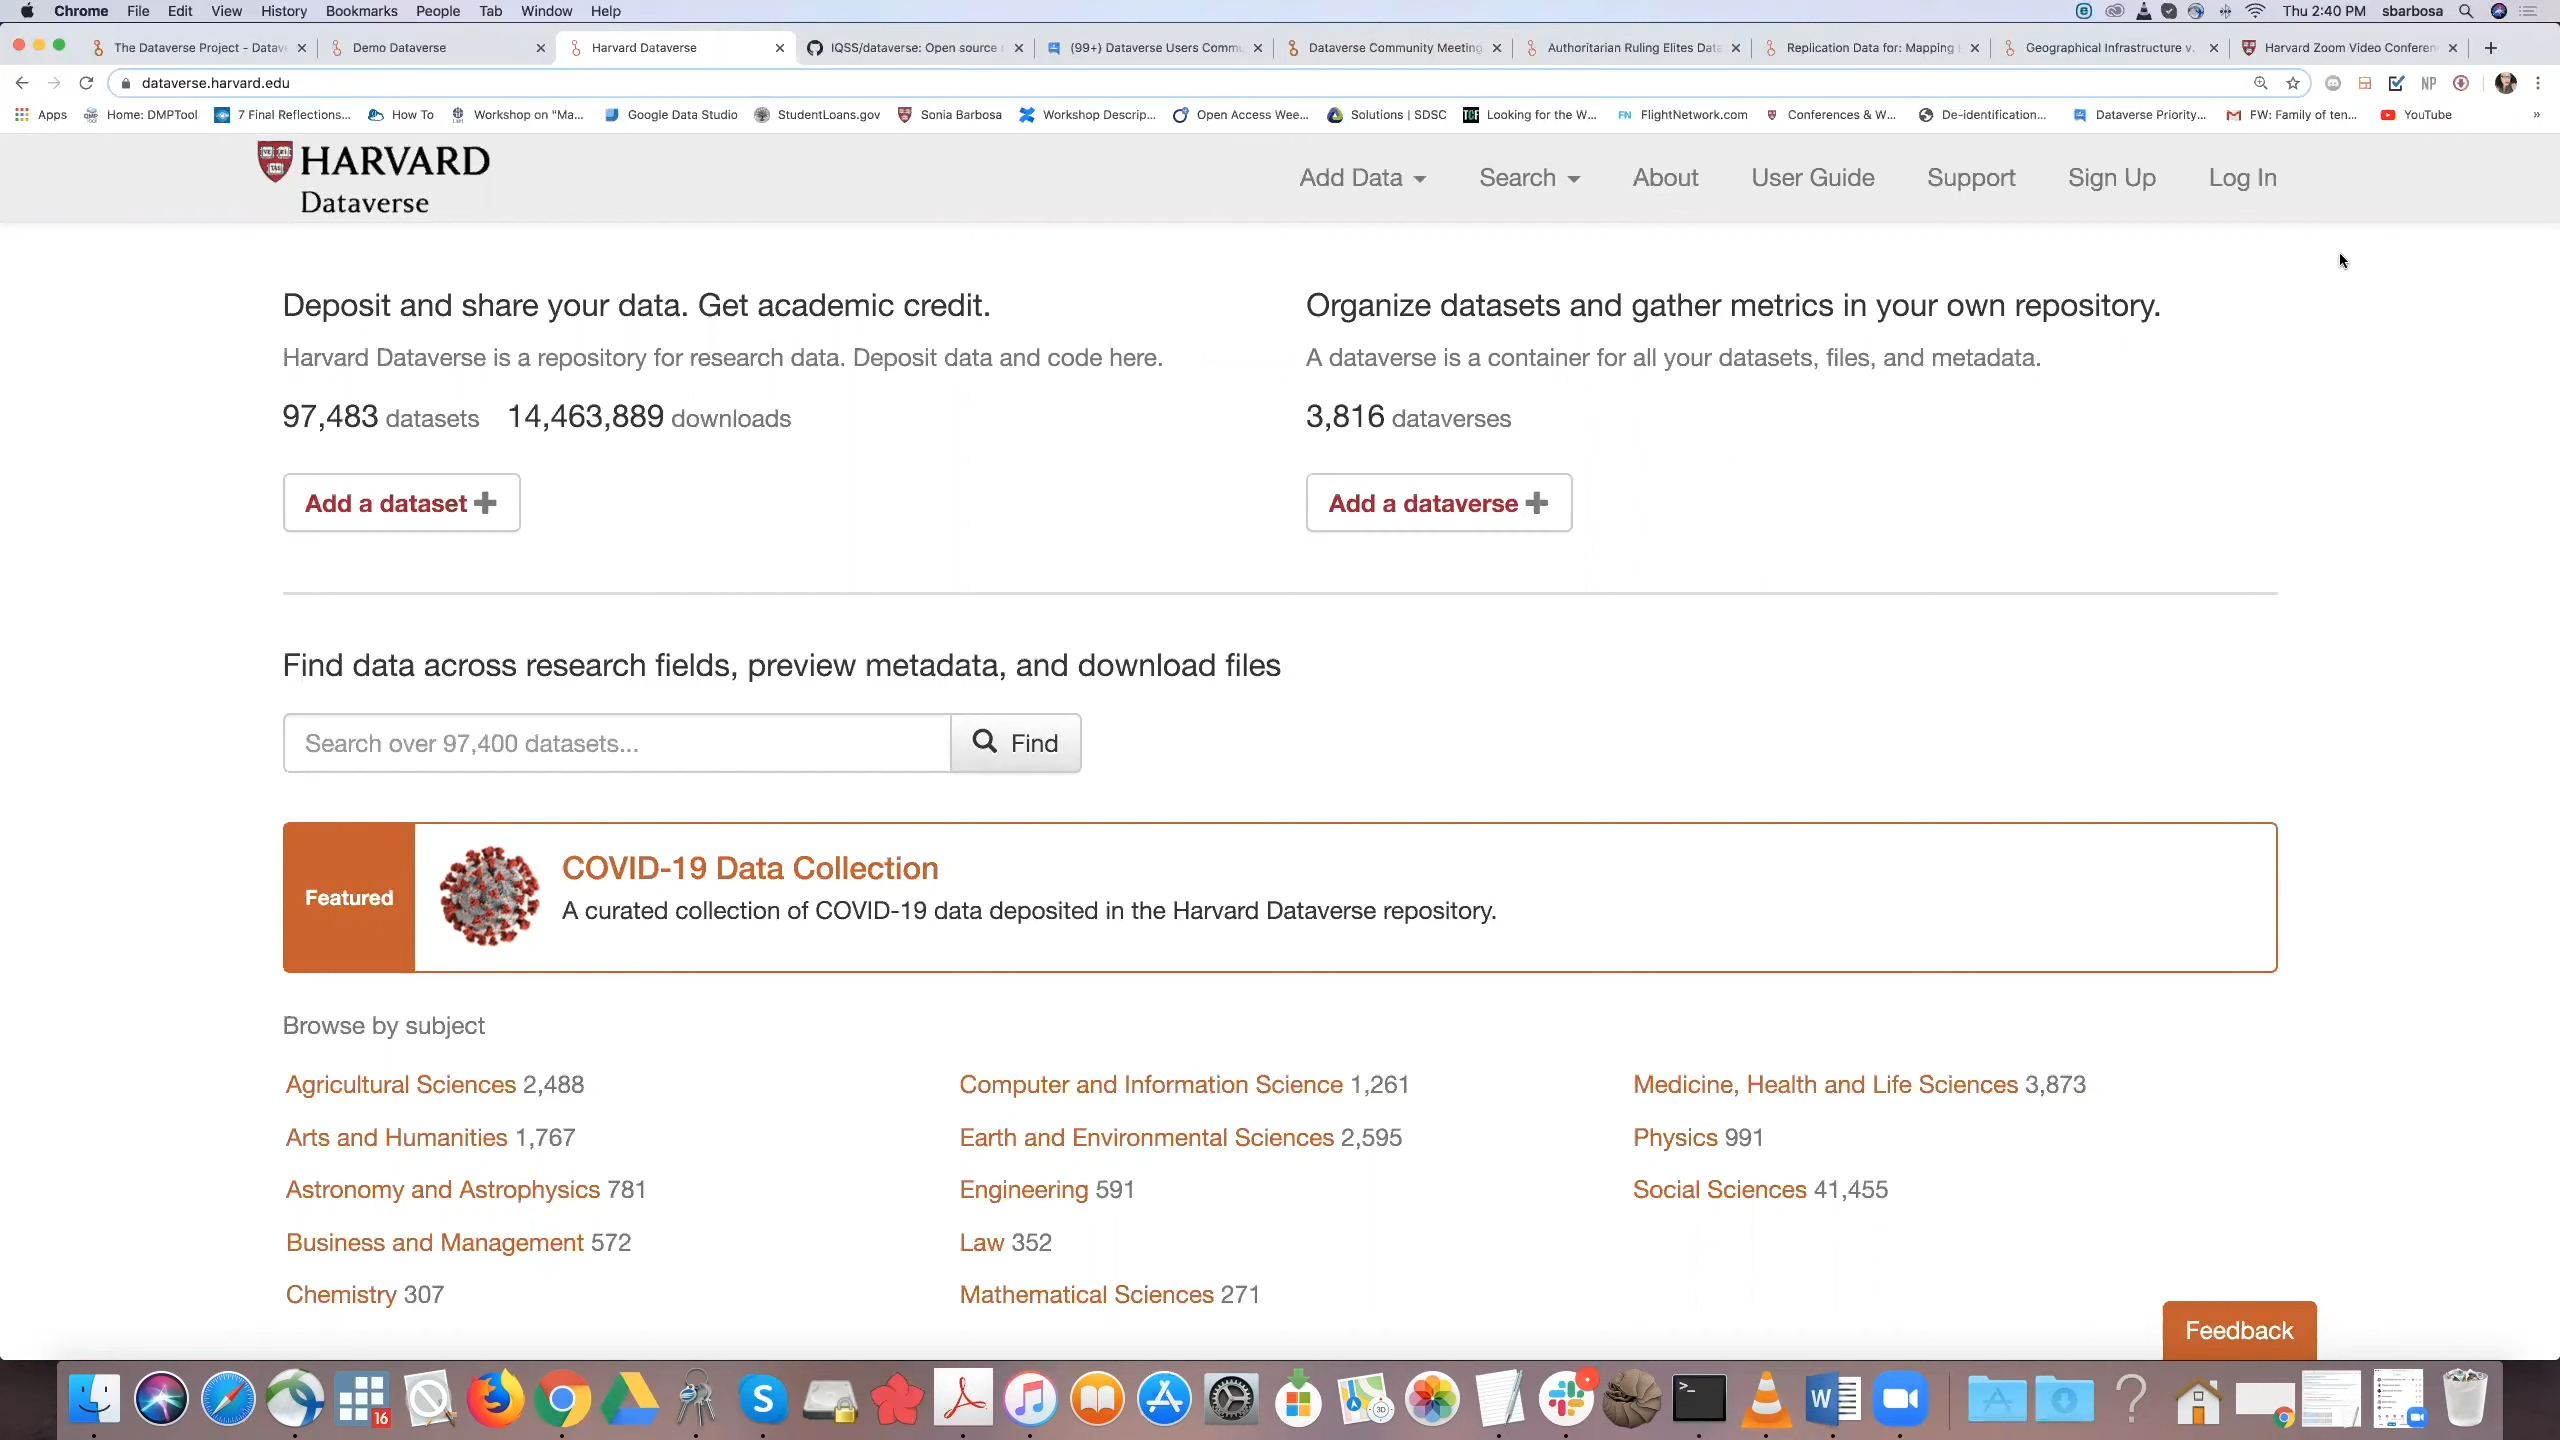 Chrome File Edit View History Bookmarks People Tab Window Help Thu 2:40 PM sbarbosa
The Dataverse Project - Datave Demo Dataverse Harvard Dataverse IQSS/dataverse: Open source (99+) Dataverse Users Commu Dataverse Community Meeting Authoritarian Ruling Elites Data Replication Data for: Mapping Geographical Infrastructure v. Harvard Zoom Video Conferen
dataverse.harvard.edu NP
Apps Home: DMPTool 7 Final Reflections... How To Workshop on "Ma... Google Data Studio StudentLoans.gov Sonia Barbosa Workshop Descrip... Open Access Wee... Solutions | SDSC TCF Looking for the W... FN FlightNetwork.com Conferences & W... De-identification... Dataverse Priority... FW: Family of ten... YouTube »
HARVARD
Dataverse
Add Data Search About User Guide Support Sign Up Log In
Deposit and share your data. Get academic credit.
Harvard Dataverse is a repository for research data. Deposit data and code here.
97,483 datasets 14,463,889 downloads
Add a dataset
Organize datasets and gather metrics in your own repository.
A dataverse is a container for all your datasets, files, and metadata.
3,816 dataverses
Add a dataverse
Find data across research fields, preview metadata, and download files
Search over 97,400 datasets... Find
Featured
COVID-19 Data Collection
A curated collection of COVID-19 data deposited in the Harvard Dataverse repository.
Browse by subject
Agricultural Sciences 2,488
Arts and Humanities 1,767
Astronomy and Astrophysics 781
Business and Management 572
Chemistry 307
Computer and Information Science 1,261
Earth and Environmental Sciences 2,595
Engineering 591
Law 352
Mathematical Sciences 271
Medicine, Health and Life Sciences 3,873
Physics 991
Social Sciences 41,455
Feedback
16
3D